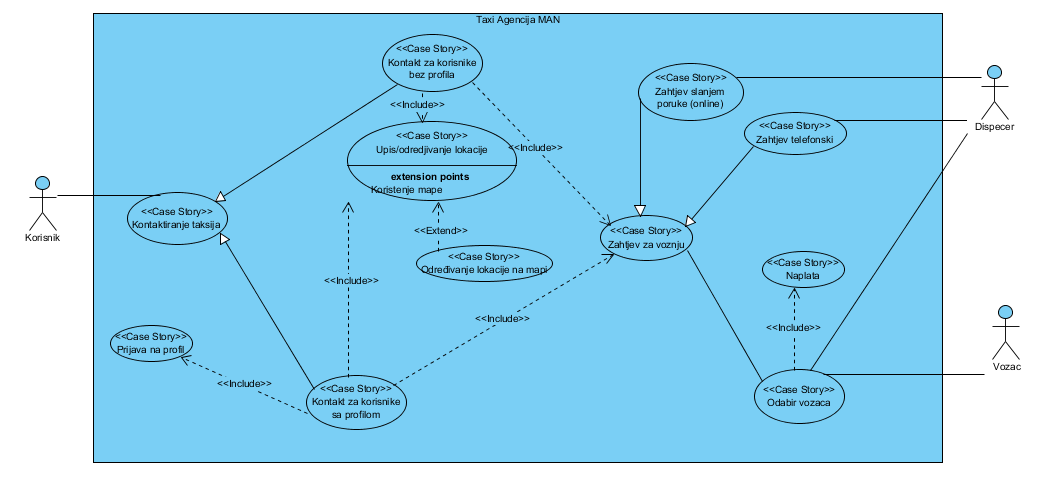 Taxi Agencija MAN
<<Case Story>>
Kontakt za korisnike
bez profila
<<Include>>
<<Case Story>>
Upis/odredjivanje lokacije
extension points
Koristenje mape
<<Include>>
<<Case Story>>
Zahtjev slanjem
poruke (online)
<<Case Story>>
Zahtjev telefonski
Dispecer
Korisnik
<<Case Story>>
Kontaktiranje taksija
<<Extend>>
<<Case Story>>
Određivanje lokacije na mapi
<<Case Story>>
Zahtjev za voznju
<<Case Story>>
Naplata
<<Include>>
<<Include>>
<<Include>>
Vozac
<<Case Story>>
Prijava na profil
<<Include>>
<<Case Story>>
Kontakt za korisnike
sa profilom
<<Case Story>>
Odabir vozaca